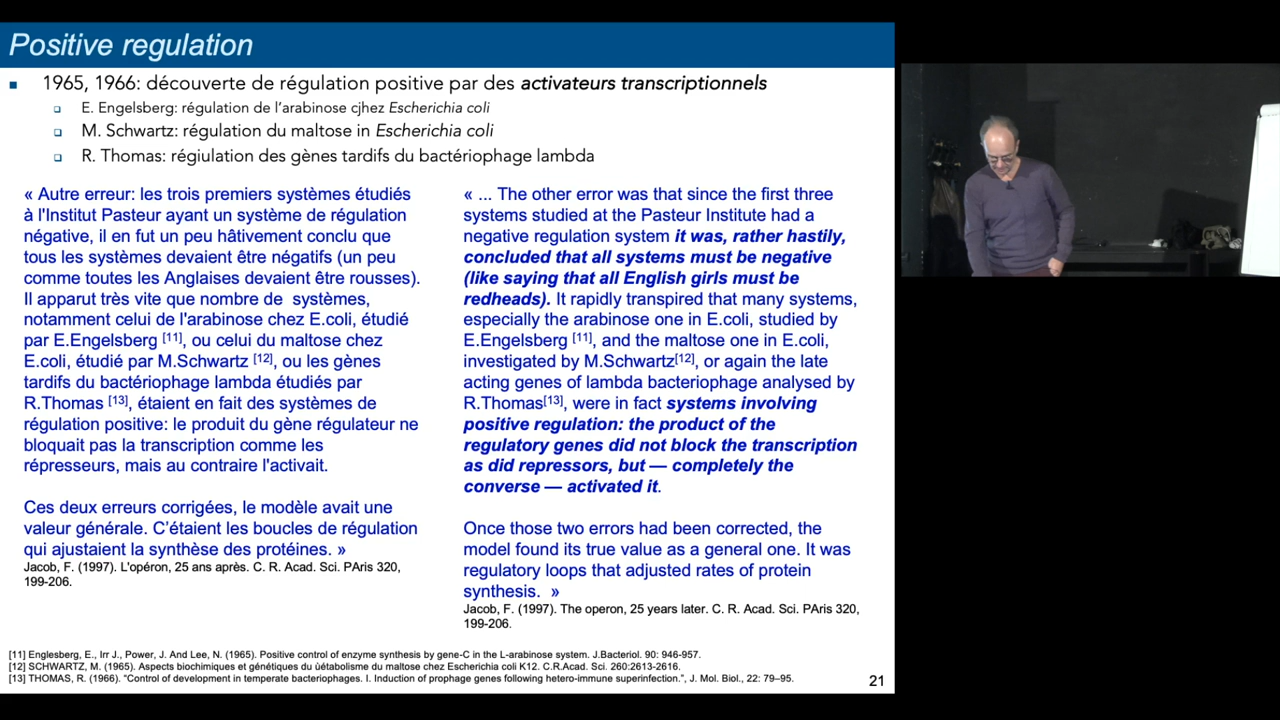 Positive regulation
1965, 1966: découverte de régulation positive par des activateurs transcriptionnels
E. Engelsberg: régulation de l'arabinose cjhez Escherichia coli
M. Schwartz: régulation du maltose in Escherichia coli
R. Thomas: régiulation des gènes tardifs du bactériophage lambda
« Autre erreur: les trois premiers systèmes étudiés
à l'Institut Pasteur ayant un système de régulation
négative, il en fut un peu hâtivement conclu que
tous les systèmes devaient être négatifs (un peu
comme toutes les Anglaises devaient être rousses).
Il apparut très vite que nombre de systèmes,
notamment celui de l'arabinose chez E.coli, étudié
par E.Engelsberg [11], ou celui du maltose chez
E.coli, étudié par M.Schwartz [12], ou les gènes
tardifs du bactériophage lambda étudiés par
R.Thomas [13], étaient en fait des systèmes de
régulation positive: le produit du gène régulateur ne
bloquait pas la transcription comme les
répresseurs, mais au contraire l'activait.
Ces deux erreurs corrigées, le modèle avait une
valeur générale. C'étaient les boucles de régulation
qui ajustaient la synthèse des protéines. »
Jacob, F. (1997). L'opéron, 25 ans après. C. R. Acad. Sci. PAris 320,
199-206.
« ... The other error was that since the first three
systems studied at the Pasteur Institute had a
negative regulation system it was, rather hastily,
concluded that all systems must be negative
(like saying that all English girls must be
redheads). It rapidly transpired that many systems,
especially the arabinose one in E.coli, studied by
E.Engelsberg [11], and the maltose one in E.coli,
investigated by M.Schwartz[12], or again the late
acting genes of lambda bacteriophage analysed by
R.Thomas[13], were in fact systems involving
positive regulation: the product of the
regulatory genes did not block the transcription
as did repressors, but — completely the
converse — activated it.
Once those two errors had been corrected, the
model found its true value as a general one. It was
regulatory loops that adjusted rates of protein
synthesis. »
Jacob, F. (1997). The operon, 25 years later. C. R. Acad. Sci. PAris 320,
199-206.
[11] Englesberg, E., Irr J., Power, J. And Lee, N. (1965). Positive control of enzyme synthesis by gene-C in the L-arabinose system. J.Bacteriol. 90: 946-957.
[12] SCHWARTZ, M. (1965). Aspects biochimiques et génétiques du ùétabolisme du maltose chez Escherichia coli K12. C.R.Acad. Sci. 260:2613-2616.
[13] THOMAS, R. (1966). "Control of development in temperate bacteriophages. I. Induction of prophage genes following hetero-immune superinfection.", J. Mol. Biol., 22: 79–95.
21